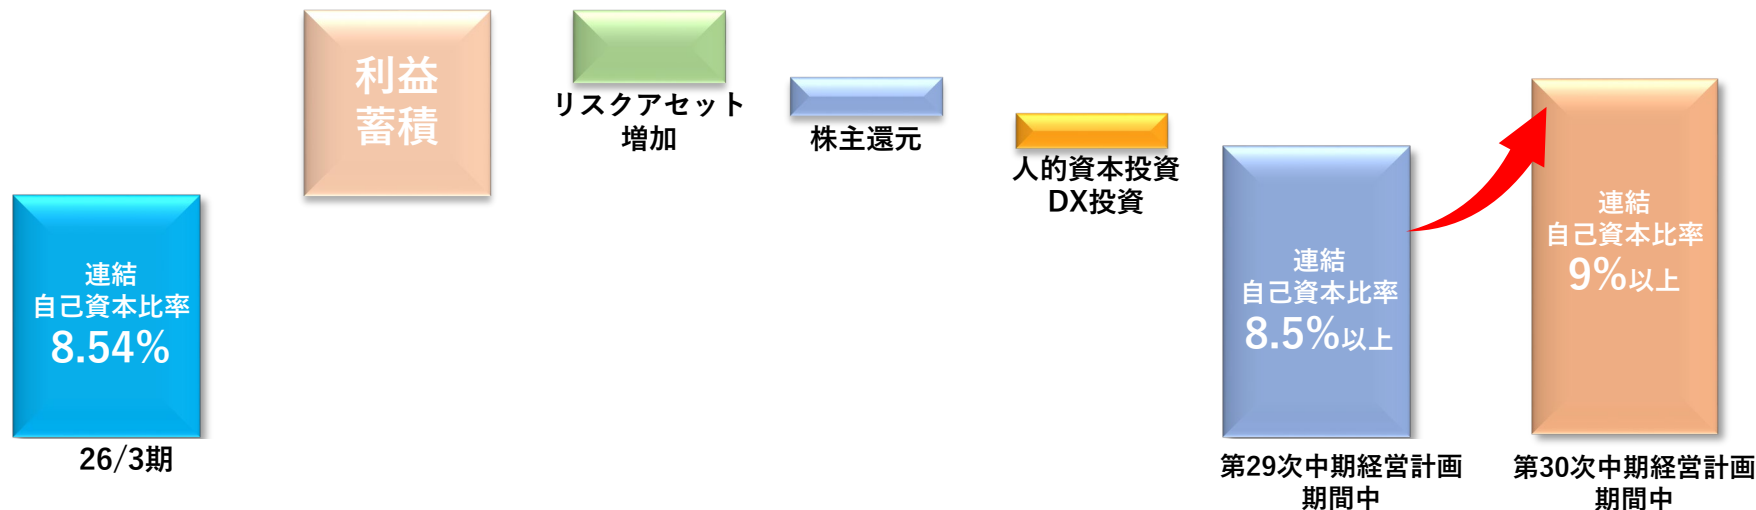 連結
自己資本比率
8.54%
26/3期
利益
蓄積
リスクアセット
増加
株主還元
人的資本投資
DX投資
連結
自己資本比率
8.5%以上
第29次中期経営計画
期間中
連結
自己資本比率
9%以上
第30次中期経営計画
期間中